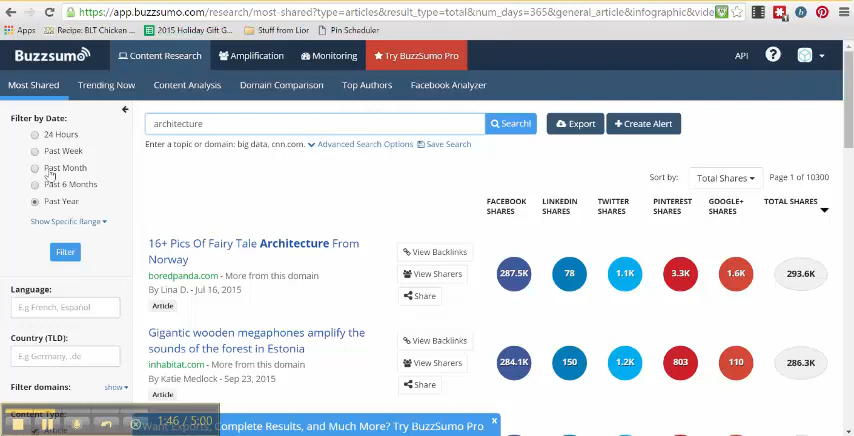 https://app.buzzsumo.com/research/most-shared?type=articles&result_type=total&num_days=365&general_article&infographic&vide
Apps Recipe: BLT Chicken ... 2015 Holiday Gift G... Stuff from Lior Pin Scheduler
Buzzsumo Content Research Amplification Monitoring Try BuzzSumo Pro API ?
Most Shared Trending Now Content Analysis Domain Comparison Top Authors Facebook Analyzer
Filter by Date:
24 Hours
Past Week
Past Month
Past 6 Months
Past Year
Show Specific Range
Filter
Language:
E.g French, Español
Country (TLD):
E.g Germany, .de
Filter domains: show
Content Type:
Article
architecture Search! Export + Create Alert
Enter a topic or domain: big data, cnn.com. Advanced Search Options Save Search
Sort by: Total Shares Page 1 of 10300
FACEBOOK SHARES LINKEDIN SHARES TWITTER SHARES PINTEREST SHARES GOOGLE+ SHARES TOTAL SHARES
16+ Pics Of Fairy Tale Architecture From
Norway
boredpanda.com - More from this domain
By Lina D. - Jul 16, 2015
Article
View Backlinks
View Sharers
Share
287.5K 78 1.1K 3.3K 1.6K 293.6K
Gigantic wooden megaphones amplify the
sounds of the forest in Estonia
inhabitat.com - More from this domain
By Katie Medlock - Sep 23, 2015
Article
View Backlinks
View Sharers
Share
284.1K 150 1.2K 803 110 286.3K
1:46 / 5:00
Want Exports, Complete Results, and Much More? Try BuzzSumo Pro x